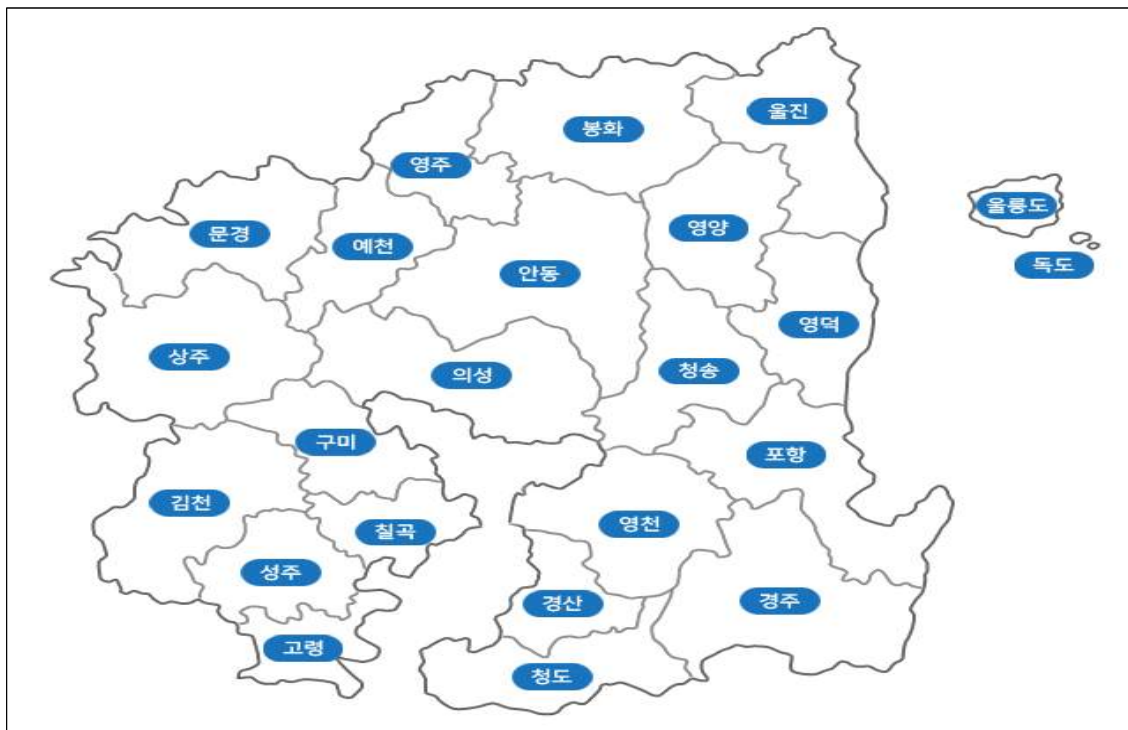 울진
봉화
영주
울릉도
문경
예천
영양
안동
독도
영덕
상주
의성
청송
구미
포항
김천
칠곡
영천
성주
경산
경주
고령
청도